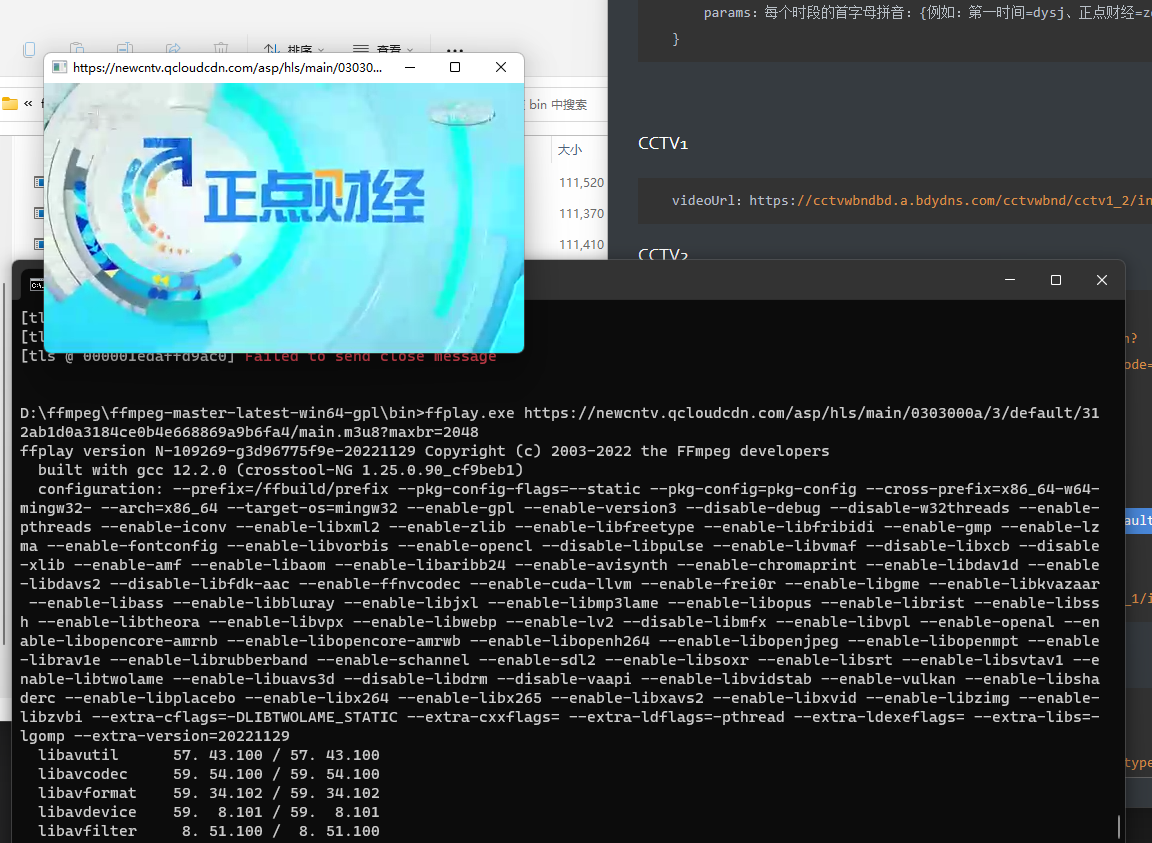 params: 每个时段的首字母拼音: {例如: 第一时间=dysj、正点财经=z
}
排序
查看
https://newcntv.qcloudcdn.com/asp/hls/main/03030...
«
bin 中搜索
大小
111,520
111,370
111,410
正点财经
CCTV1
videoUrl: https://cctvwbndbd.a.bdydns.com/cctvwbnd/cctv1_2/in
CCTV2
[tl
[tl
[tls @ 000001edaffd9ac0] Failed to send close message
D:\ffmpeg\ffmpeg-master-latest-win64-gpl\bin>ffplay.exe https://newcntv.qcloudcdn.com/asp/hls/main/0303000a/3/default/31
2ab1d0a3184ce0b4e668869a9b6fa4/main.m3u8?maxbr=2048
ffplay version N-109269-g3d96775f9e-20221129 Copyright (c) 2003-2022 the FFmpeg developers
built with gcc 12.2.0 (crosstool-NG 1.25.0.90_cf9beb1)
configuration: --prefix=/ffbuild/prefix --pkg-config-flags=--static --pkg-config=pkg-config --cross-prefix=x86_64-w64-
mingw32- --arch=x86_64 --target-os=mingw32 --enable-gpl --enable-version3 --disable-debug --disable-w32threads --enable-
pthreads --enable-iconv --enable-libxml2 --enable-zlib --enable-libfreetype --enable-libfribidi --enable-gmp --enable-lz
ma --enable-fontconfig --enable-libvorbis --enable-opencl --disable-libpulse --enable-libvmaf --disable-libxcb --disable
-xlib --enable-amf --enable-libaom --enable-libaribb24 --enable-avisynth --enable-chromaprint --enable-libdav1d --enable
-libdavs2 --disable-libfdk-aac --enable-ffnvcodec --enable-cuda-llvm --enable-frei0r --enable-libgme --enable-libkvazaar
--enable-libass --enable-libbluray --enable-libjxl --enable-libmp3lame --enable-libopus --enable-librist --enable-libss
h --enable-libtheora --enable-libvpx --enable-libwebp --enable-lv2 --disable-libmfx --enable-libvpl --enable-openal --en
able-libopencore-amrnb --enable-libopencore-amrwb --enable-libopenh264 --enable-libopenjpeg --enable-libopenmpt --enable
-librav1e --enable-librubberband --enable-schannel --enable-sdl2 --enable-libsoxr --enable-libsrt --enable-libsvtav1 --e
nable-libtwolame --enable-libuavs3d --disable-libdrm --disable-vaapi --enable-libvidstab --enable-vulkan --enable-libsha
derc --enable-libplacebo --enable-libx264 --enable-libx265 --enable-libxavs2 --enable-libxvid --enable-libzimg --enable-
libzvbi --extra-cflags=-DLIBTWOLAME_STATIC --extra-cxxflags= --extra-ldflags=-pthread --extra-ldexeflags= --extra-libs=-
lgomp --extra-version=20221129
libavutil 57. 43.100 / 57. 43.100
libavcodec 59. 54.100 / 59. 54.100
libavformat 59. 34.102 / 59. 34.102
libavdevice 59. 8.101 / 59. 8.101
libavfilter 8. 51.100 / 8. 51.100
ode=
ault
_1/i
type